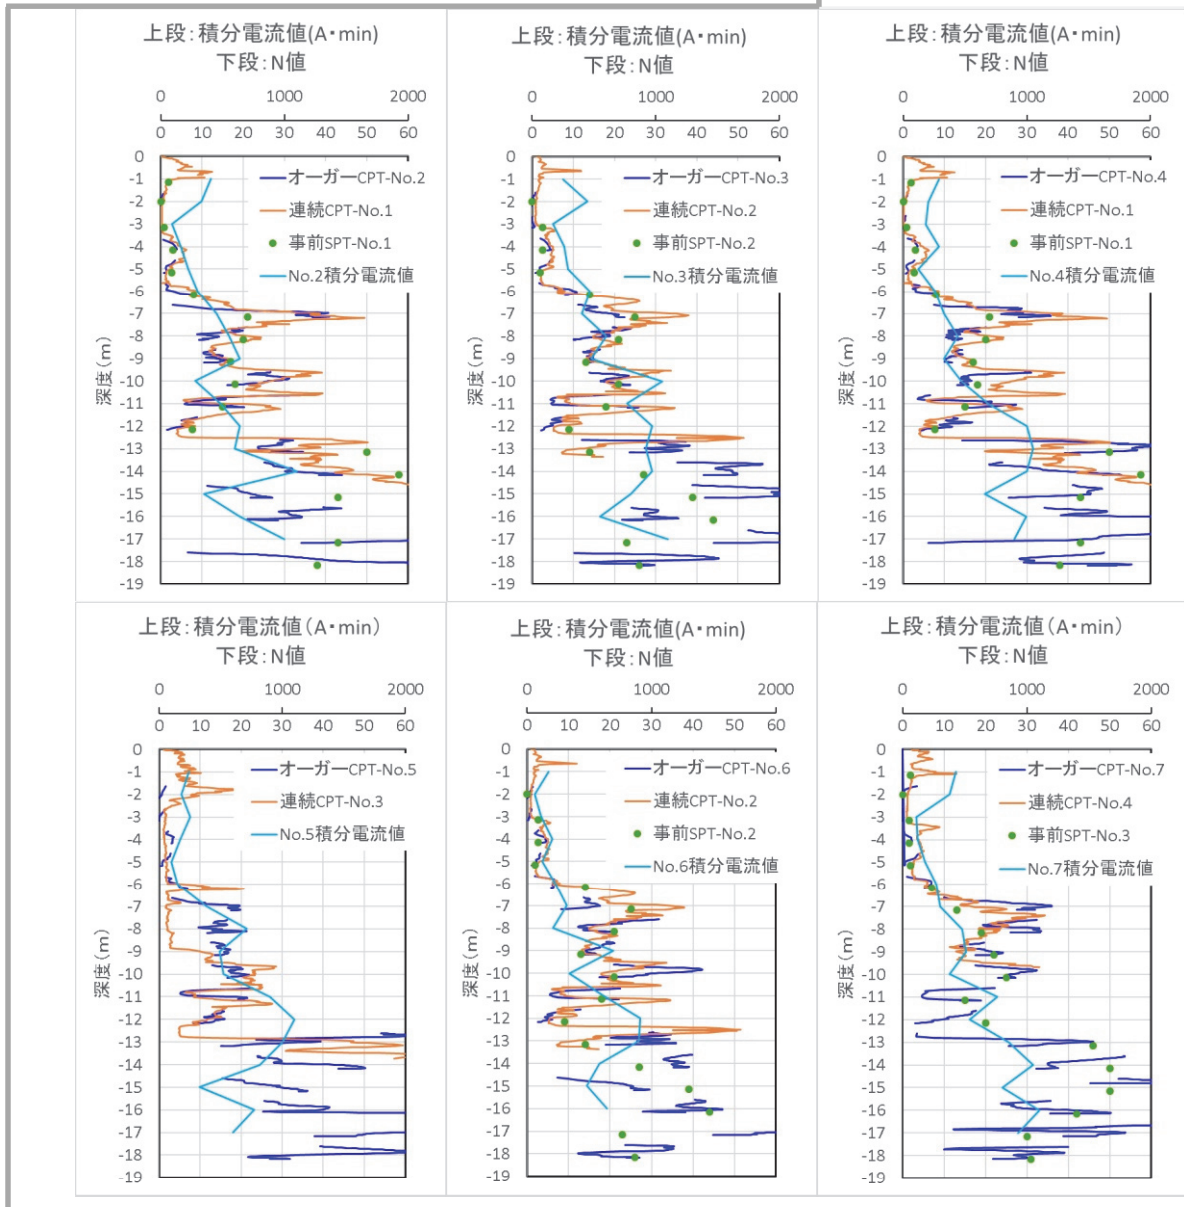 上段:積分電流値(A・min)
下段:N値
0 1000 2000
0 10 20 30 40 50 60
0
-1
-2
-3
-4
-5
-6
-7
-8
-9
-10
-11
-12
-13
-14
-15
-16
-17
-18
-19
深度(m)
オーガーCPT-No.2
連続CPT-No.1
事前SPT-No.1
No.2積分電流値
上段:積分電流値(A・min)
下段:N値
0 1000 2000
0 10 20 30 40 50 60
0
-1
-2
-3
-4
-5
-6
-7
-8
-9
-10
-11
-12
-13
-14
-15
-16
-17
-18
-19
深度(m)
オーガーCPT-No.3
連続CPT-No.2
事前SPT-No.2
No.3積分電流値
上段:積分電流値(A・min)
下段:N値
0 1000 2000
0 10 20 30 40 50 60
0
-1
-2
-3
-4
-5
-6
-7
-8
-9
-10
-11
-12
-13
-14
-15
-16
-17
-18
-19
深度(m)
オーガーCPT-No.4
連続CPT-No.1
事前SPT-No.1
No.4積分電流値
上段:積分電流値(A・min)
下段:N値
0 1000 2000
0 10 20 30 40 50 60
0
-1
-2
-3
-4
-5
-6
-7
-8
-9
-10
-11
-12
-13
-14
-15
-16
-17
-18
-19
深度(m)
オーガーCPT-No.5
連続CPT-No.3
No.5積分電流値
上段:積分電流値(A・min)
下段:N値
0 1000 2000
0 10 20 30 40 50 60
0
-1
-2
-3
-4
-5
-6
-7
-8
-9
-10
-11
-12
-13
-14
-15
-16
-17
-18
-19
深度(m)
オーガーCPT-No.6
連続CPT-No.2
事前SPT-No.2
No.6積分電流値
上段:積分電流値(A・min)
下段:N値
0 1000 2000
0 10 20 30 40 50 60
0
-1
-2
-3
-4
-5
-6
-7
-8
-9
-10
-11
-12
-13
-14
-15
-16
-17
-18
-19
深度(m)
オーガーCPT-No.7
連続CPT-No.4
事前SPT-No.3
No.7積分電流値